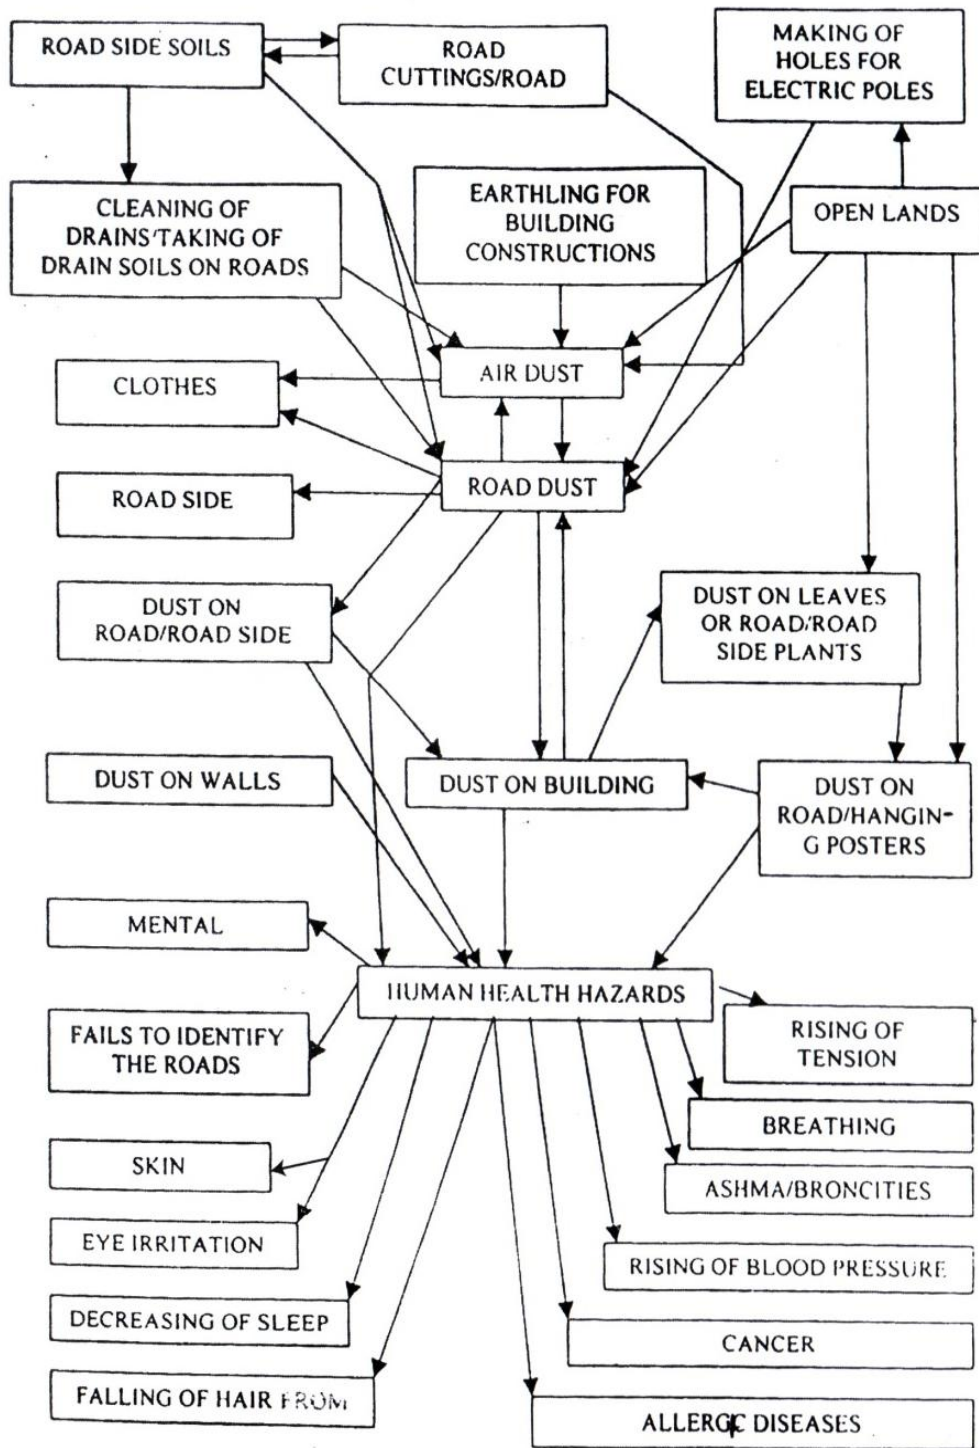 ROAD SIDE SOILS
ROAD
CUTTINGS/ROAD
MAKING OF
HOLES FOR
ELECTRIC POLES
CLEANING OF
DRAINS'TAKING OF
DRAIN SOILS ON ROADS
EARTHLING FOR
BUILDING
CONSTRUCTIONS
OPEN LANDS
AIR DUST
CLOTHES
ROAD DUST
ROAD SIDE
DUST ON
ROAD/ROAD SIDE
DUST ON LEAVES
OR ROAD/ROAD
SIDE PLANTS
DUST ON WALLS
DUST ON BUILDING
DUST ON
ROAD/HANGIN-
G POSTERS
MENTAL
HUMAN HEALTH HAZARDS
FAILS TO IDENTIFY
THE ROADS
RISING OF
TENSION
BREATHING
SKIN
ASHMA/BRONCITIES
EYE IRRITATION
RISING OF BLOOD PRESSURE
DECREASING OF SLEEP
CANCER
FALLING OF HAIR FROM
ALLERGC DISEASES